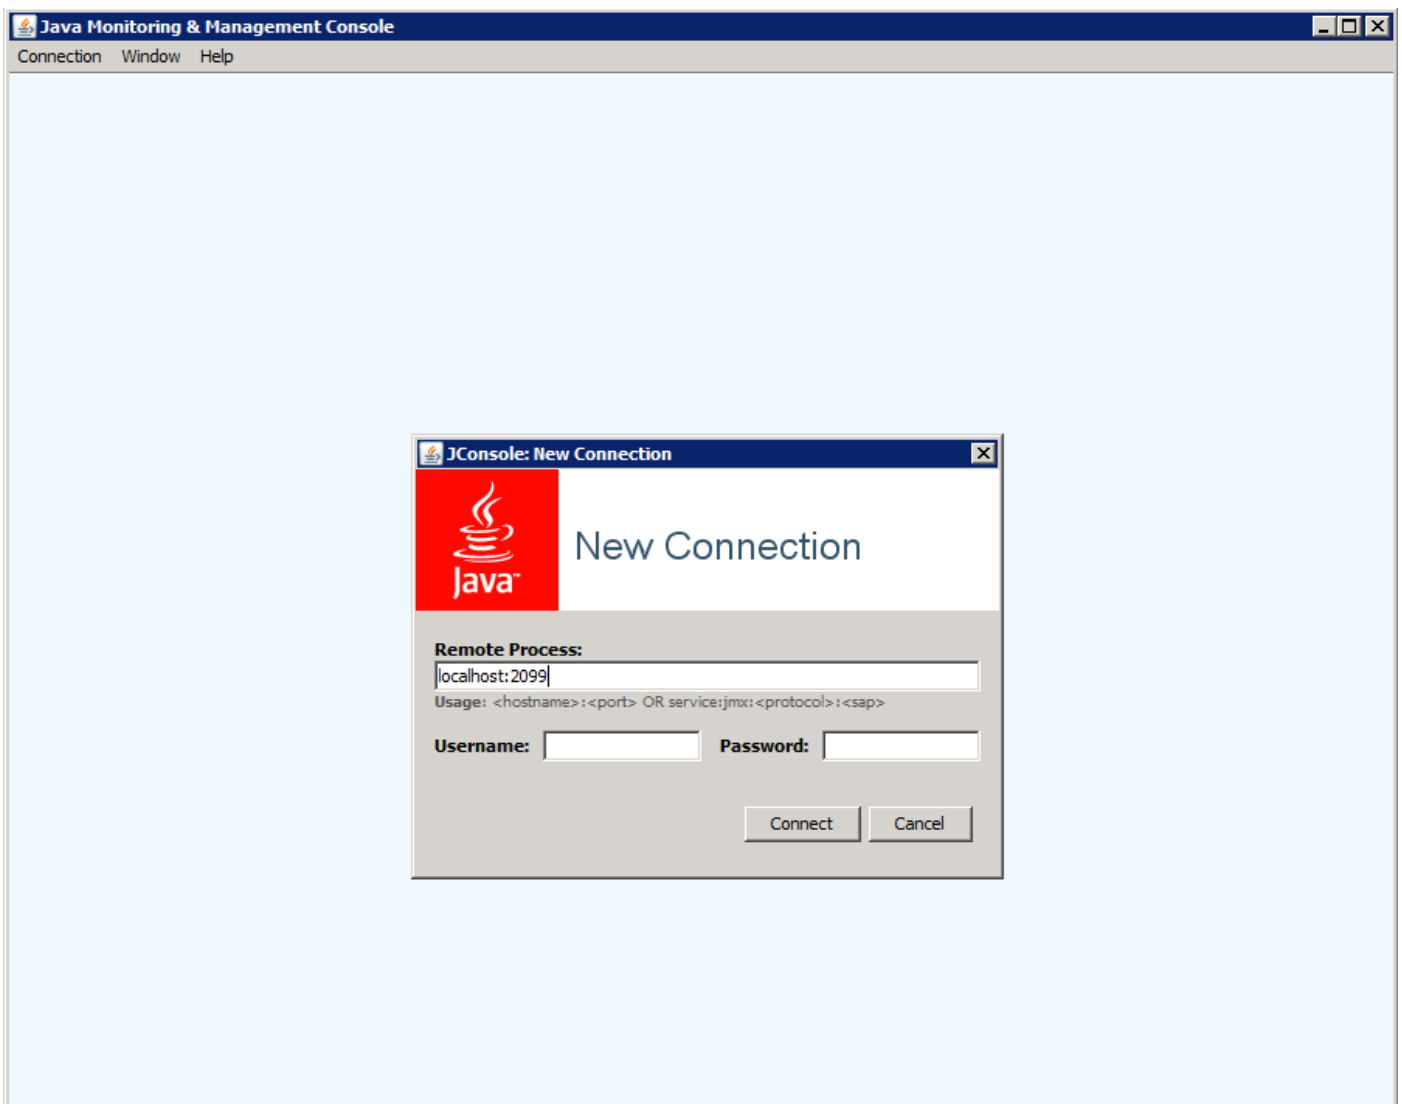 Java Monitoring & Management Console
Connection Window Help
JConsole: New Connection
Java™
New Connection
Remote Process:
localhost:2099
Usage: <hostname>:<port> OR service:jmx:<protocol>:<sap>
Username: Password:
Connect Cancel